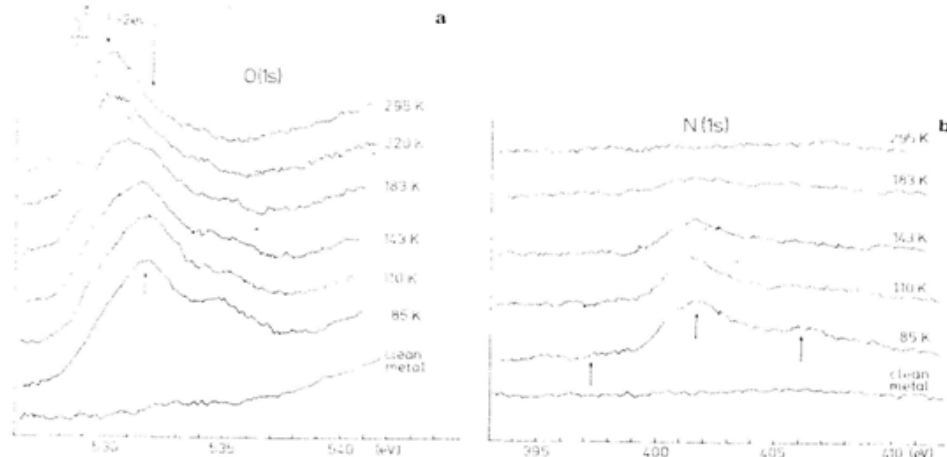 a
-2eV
O(1s)
295 K
220 K
183 K
143 K
110 K
85 K
clean
metal
530
535
540
(eV)
b
N(1s)
295 K
183 K
143 K
110 K
85 K
clean
metal
395
400
405
410 (eV)